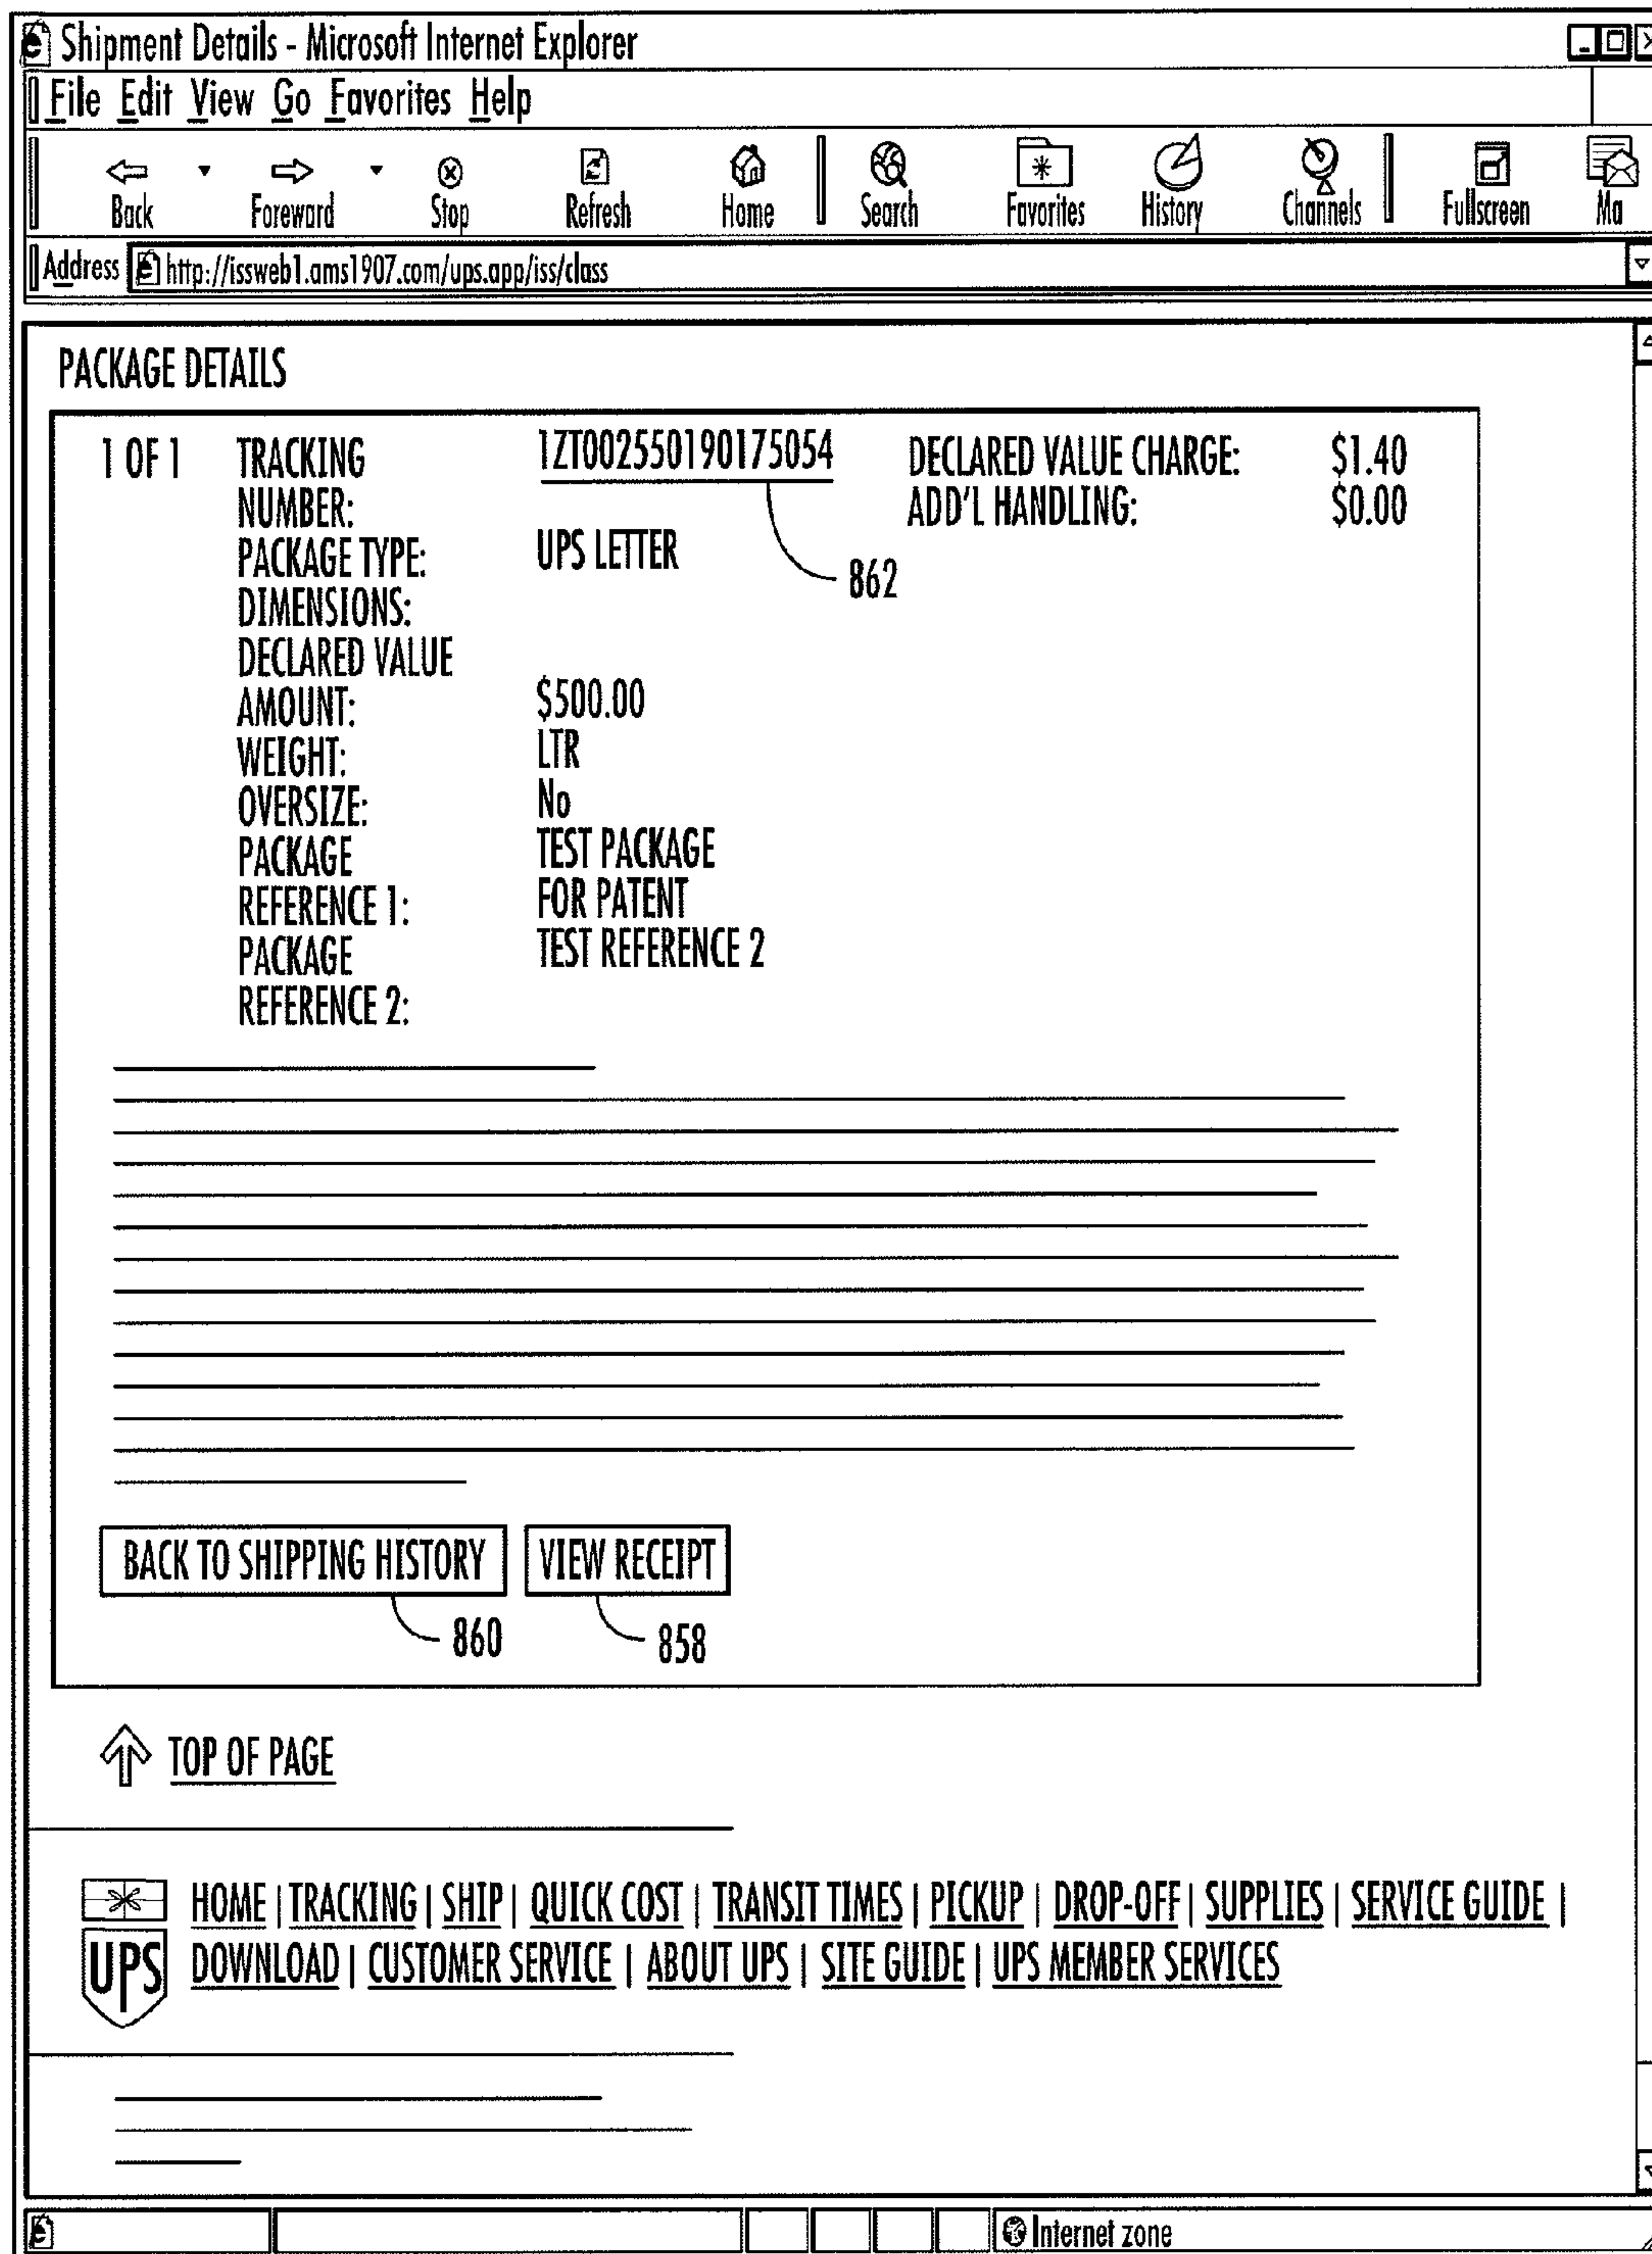 Shipment Details - Microsoft Internet Explorer
File Edit View Go Favorites Help
Back Foreward Stop Refresh Home Search Favorites History Channels Fullscreen Ma
Address http://issweb1.ams1907.com/ups.app/iss/class
PACKAGE DETAILS
1 OF 1 TRACKING 1ZT002550190175054 DECLARED VALUE CHARGE: $1.40
NUMBER: ADD'L HANDLING: $0.00
PACKAGE TYPE: UPS LETTER
862
DIMENSIONS:
DECLARED VALUE
AMOUNT: $500.00
WEIGHT: LTR
OVERSIZE: No
PACKAGE TEST PACKAGE
REFERENCE 1: FOR PATENT
PACKAGE TEST REFERENCE 2
REFERENCE 2:
BACK TO SHIPPING HISTORY VIEW RECEIPT
860 858
TOP OF PAGE
HOME | TRACKING | SHIP | QUICK COST | TRANSIT TIMES | PICKUP | DROP-OFF | SUPPLIES | SERVICE GUIDE |
UPS DOWNLOAD | CUSTOMER SERVICE | ABOUT UPS | SITE GUIDE | UPS MEMBER SERVICES
Internet zone